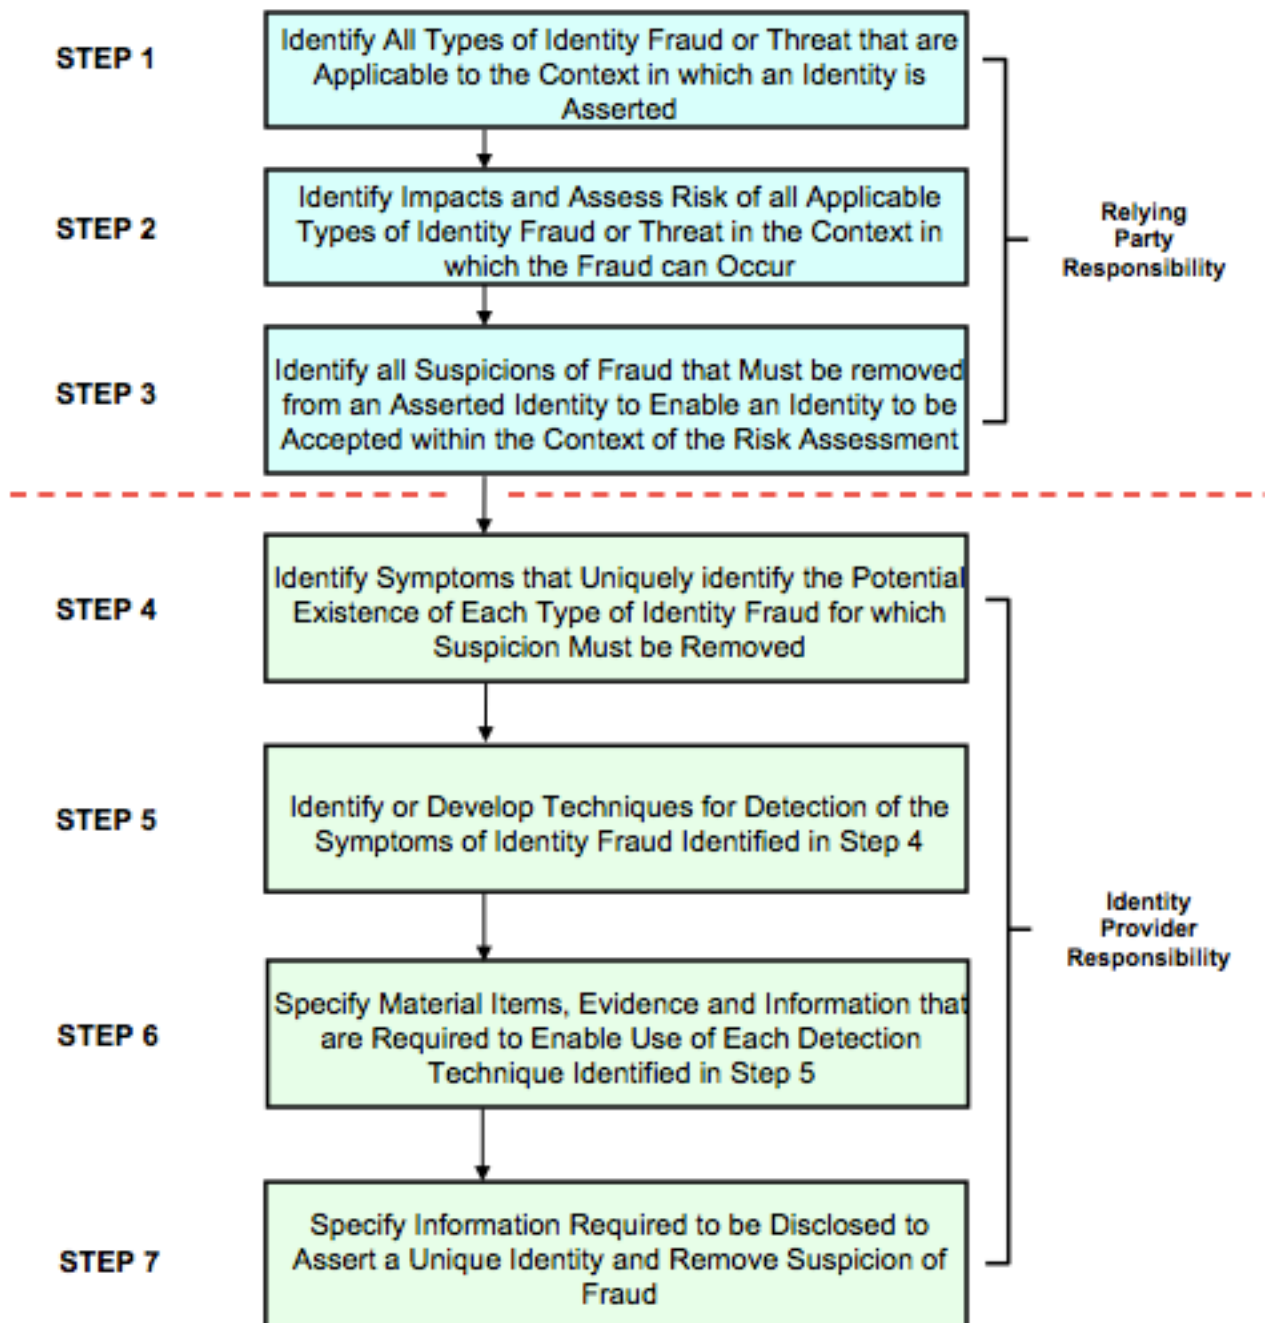 STEP 1
Identify All Types of Identity Fraud or Threat that are
Applicable to the Context in which an Identity is
Asserted
STEP 2
Identify Impacts and Assess Risk of all Applicable
Types of Identity Fraud or Threat in the Context in
which the Fraud can Occur
Relying
Party
Responsibility
STEP 3
Identify all Suspicions of Fraud that Must be removed
from an Asserted Identity to Enable an Identity to be
Accepted within the Context of the Risk Assessment
STEP 4
Identify Symptoms that Uniquely identify the Potential
Existence of Each Type of Identity Fraud for which
Suspicion Must be Removed
STEP 5
Identify or Develop Techniques for Detection of the
Symptoms of Identity Fraud Identified in Step 4
Identity
Provider
Responsibility
STEP 6
Specify Material Items, Evidence and Information that
are Required to Enable Use of Each Detection
Technique Identified in Step 5
STEP 7
Specify Information Required to be Disclosed to
Assert a Unique Identity and Remove Suspicion of
Fraud